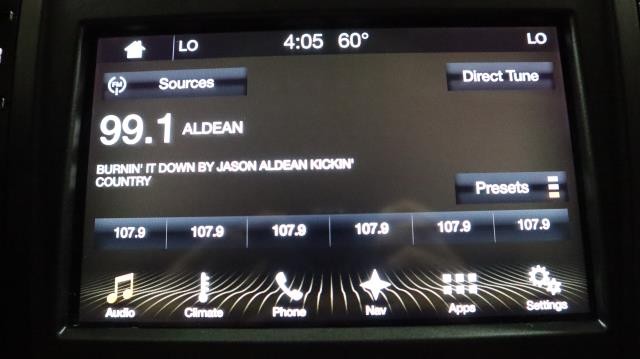 LO 4:05 60° LO
FM Sources Direct Tune
99.1 ALDEAN
BURNIN' IT DOWN BY JASON ALDEAN KICKIN'
COUNTRY
Presets
107.9 107.9 107.9 107.9 107.9 107.9
Audio Climate Phone Nav Apps Settings